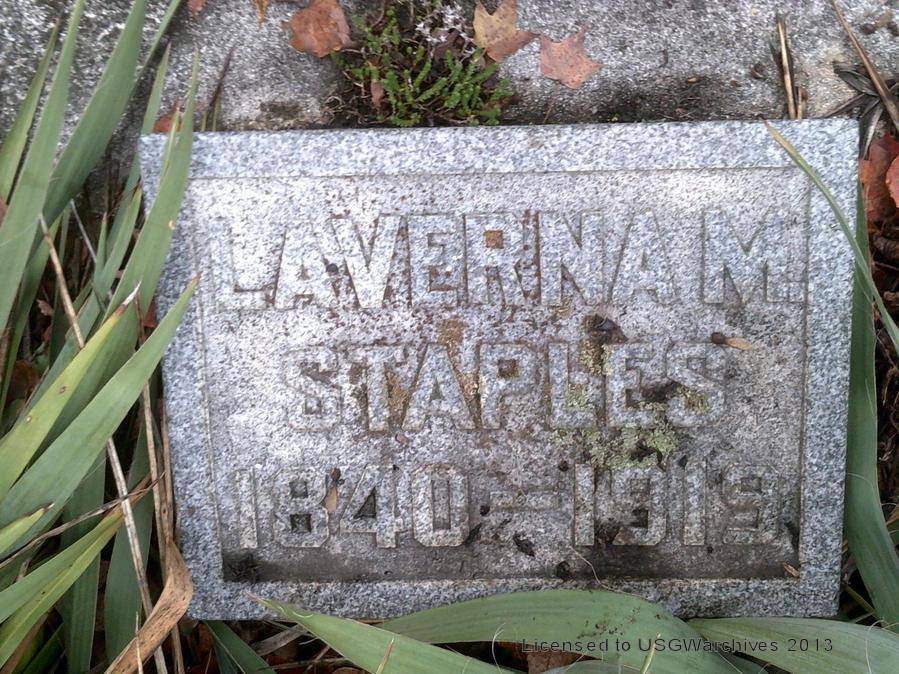 LAVERNA M.
STAPLES
1840-1919
Licensed to USGWarchives 2013